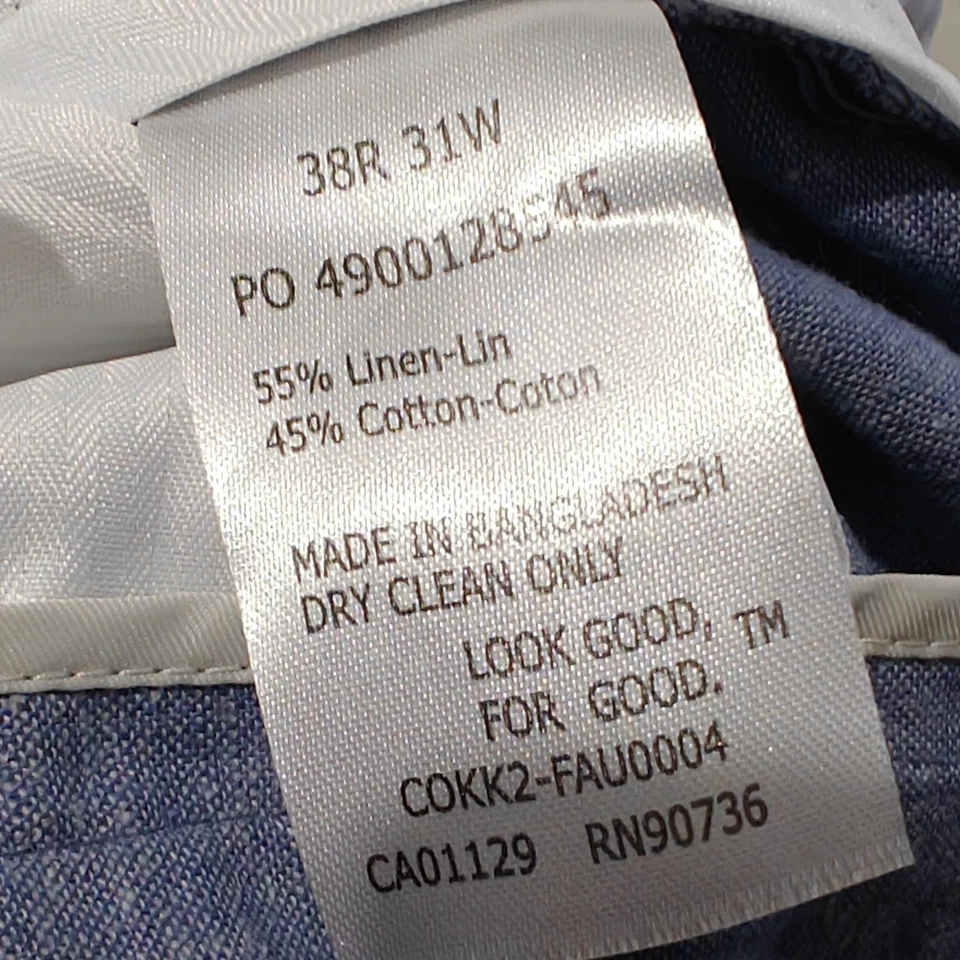 38R 31W
PO 4900128545
55% Linen-Lin
45% Cotton-Coton
MADE IN BANGLADESH
DRY CLEAN ONLY
LOOK GOOD, TM
FOR GOOD.
COKK2-FAU0004
CA01129 RN90736